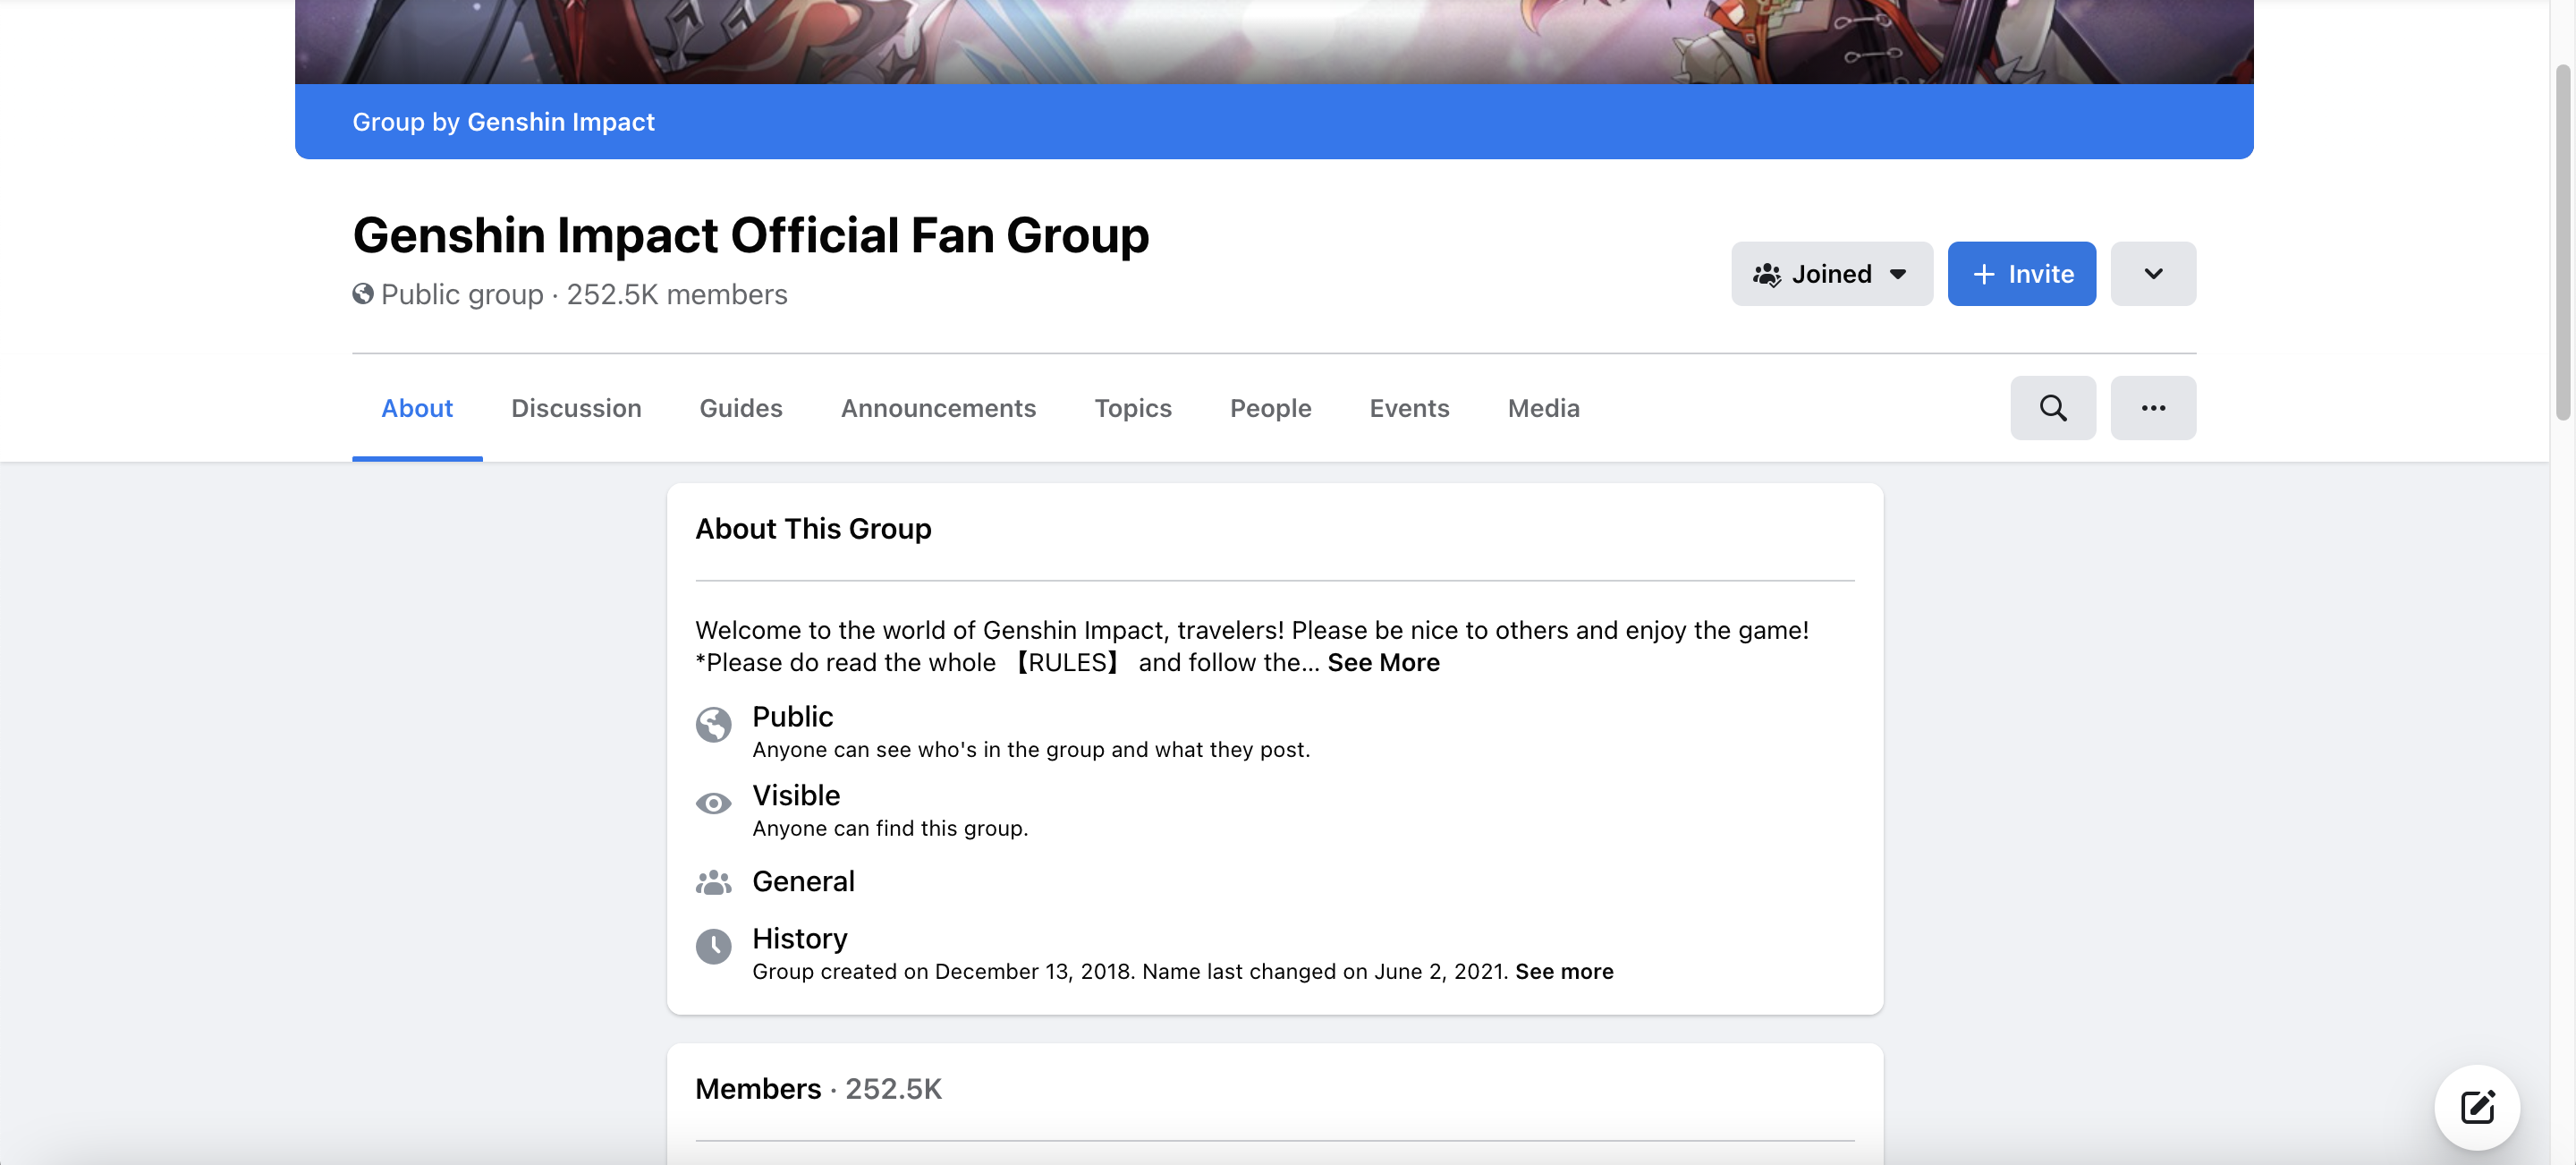 Group by Genshin Impact
Genshin Impact Official Fan Group
Public group · 252.5K members
Joined
+ Invite
About
Discussion
Guides
Announcements
Topics
People
Events
Media
About This Group
Welcome to the world of Genshin Impact, travelers! Please be nice to others and enjoy the game!
*Please do read the whole 【RULES】 and follow the... See More
Public
Anyone can see who's in the group and what they post.
Visible
Anyone can find this group.
General
History
Group created on December 13, 2018. Name last changed on June 2, 2021. See more
Members · 252.5K